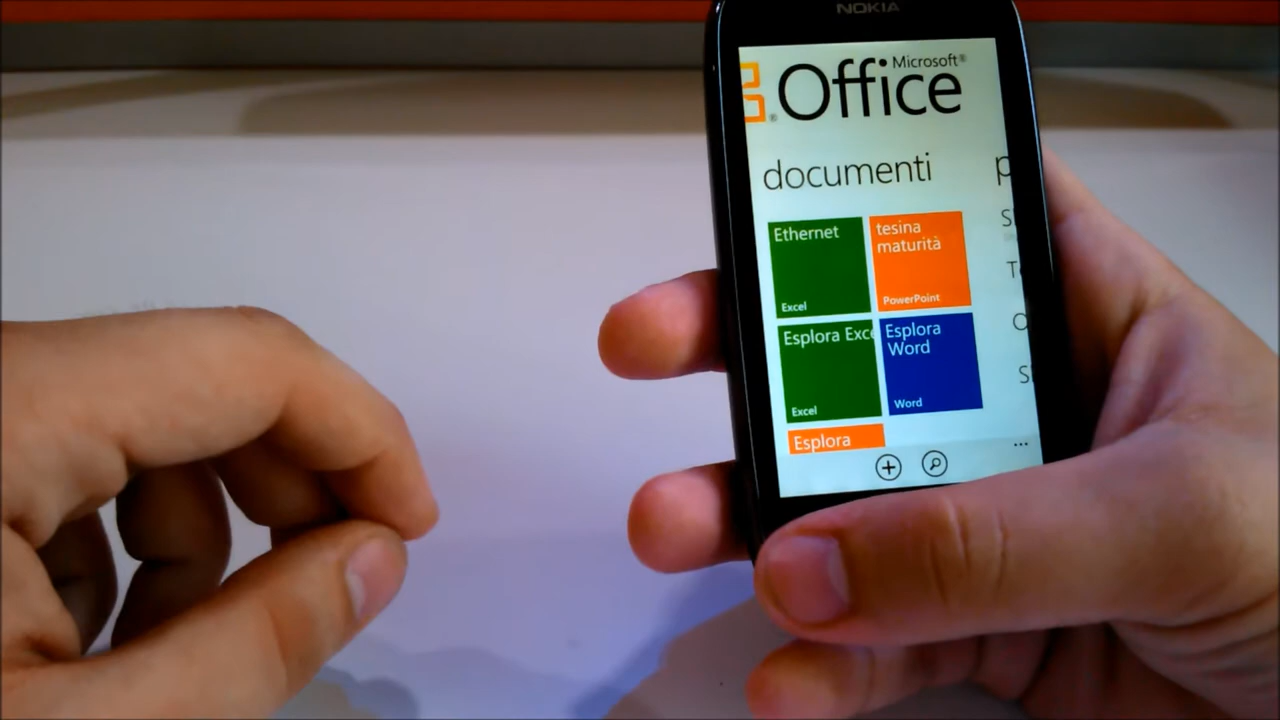 NOKIA
Microsoft®
Office
®
documenti
p
Ethernet
Excel
tesina
maturità
PowerPoint
Esplora Exce
Excel
Esplora
Word
Word
Esplora
S
T
O
S
...